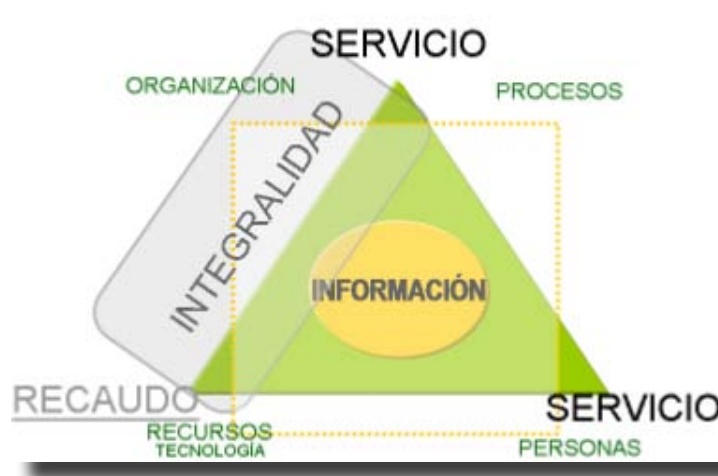 SERVICIO
ORGANIZACIÓN
PROCESOS
INTEGRALIDAD
INFORMACIÓN
RECAUDO
SERVICIO
RECURSOS
TECNOLOGÍA
PERSONAS